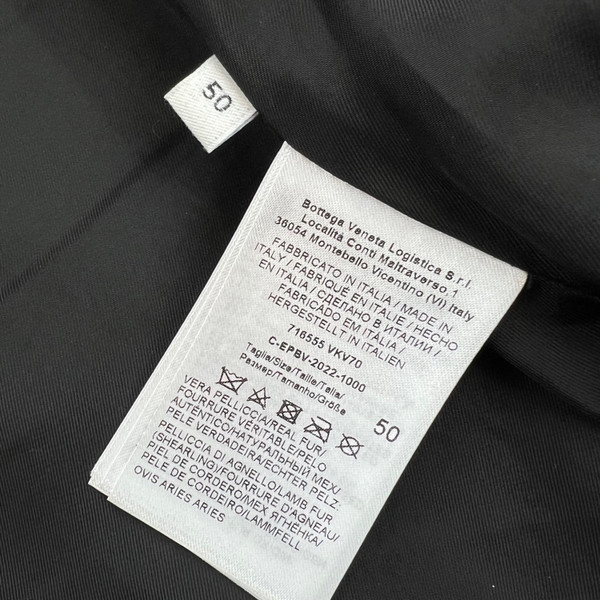 50
Bottega Veneta Logistica S.r.l.
Località Conti Maltraverso 1
36054 Montebello Vicentino (VI) Italy
FABBRICATO IN ITALIA / MADE IN
ITALY / FABRIQUÉ EN ITALIE / HECHO
EN ITALIA / СДЕЛАНО В ИТАЛИИ /
FABRICADO EM ITÁLIA /
HERGESTELLT IN ITALIEN
716555 VKV70
C-EPBV-2022-1000
Taglia/Size/Taille/Talla/
Размер/Tamanho/Größe
50
VERA PELLICCIA/REAL FUR/
FOURRURE VÉRITABLE/PELO
AUTÉNTICO/НАТУРАЛЬНЫЙ МЕХ/
PELE VERDADEIRA/ECHTER PELZ:
PELLICCIA DI AGNELLO/LAMB FUR
(SHEARLING)/FOURRURE D'AGNEAU/
PELE DE CORDEIRO/МЕХ ЯГНЁНКА/
PELE DE CORDEIRO/LAMMFELL
OVIS ARIES ARIES